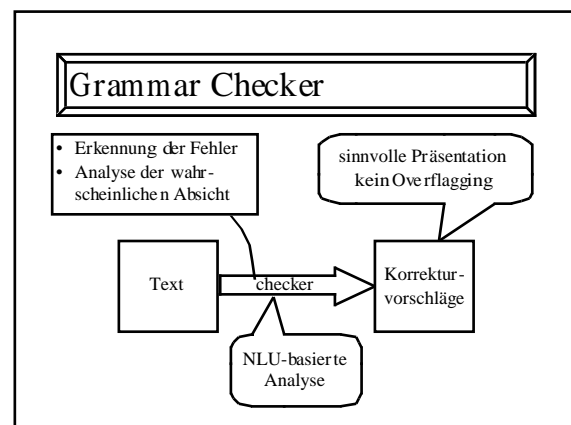 Grammar Checker
• Erkennung der Fehler
• Analyse der wahr-
scheinlichen Absicht
sinnvolle Präsentation
kein Overflagging
Text
checker
Korrektur-
vorschläge
NLU-basierte
Analyse